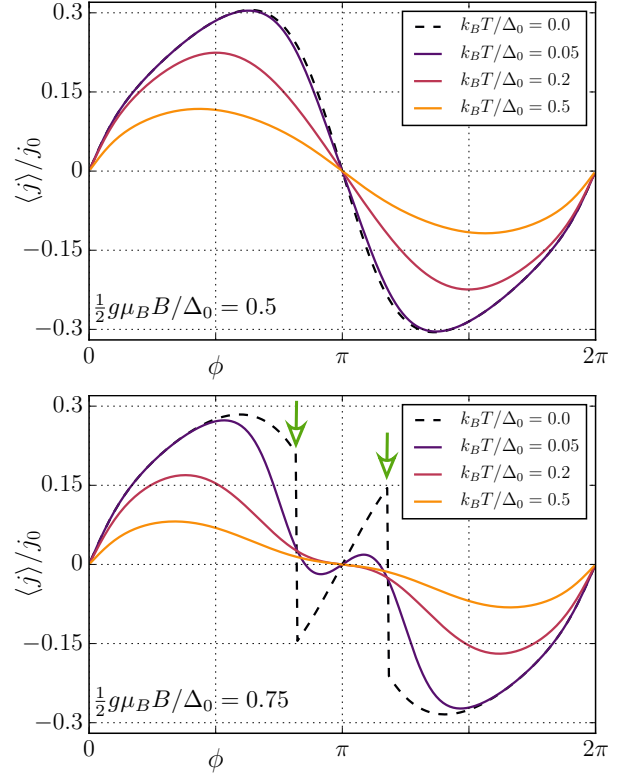 0.3
0.15
0
−0.15
−0.3
⟨j⟩/j₀
k_BT/Δ₀ = 0.0
k_BT/Δ₀ = 0.05
k_BT/Δ₀ = 0.2
k_BT/Δ₀ = 0.5
½gμ_BB/Δ₀ = 0.5
0 ϕ π 2π
0.3
0.15
0
−0.15
−0.3
⟨j⟩/j₀
k_BT/Δ₀ = 0.0
k_BT/Δ₀ = 0.05
k_BT/Δ₀ = 0.2
k_BT/Δ₀ = 0.5
½gμ_BB/Δ₀ = 0.75
0 ϕ π 2π